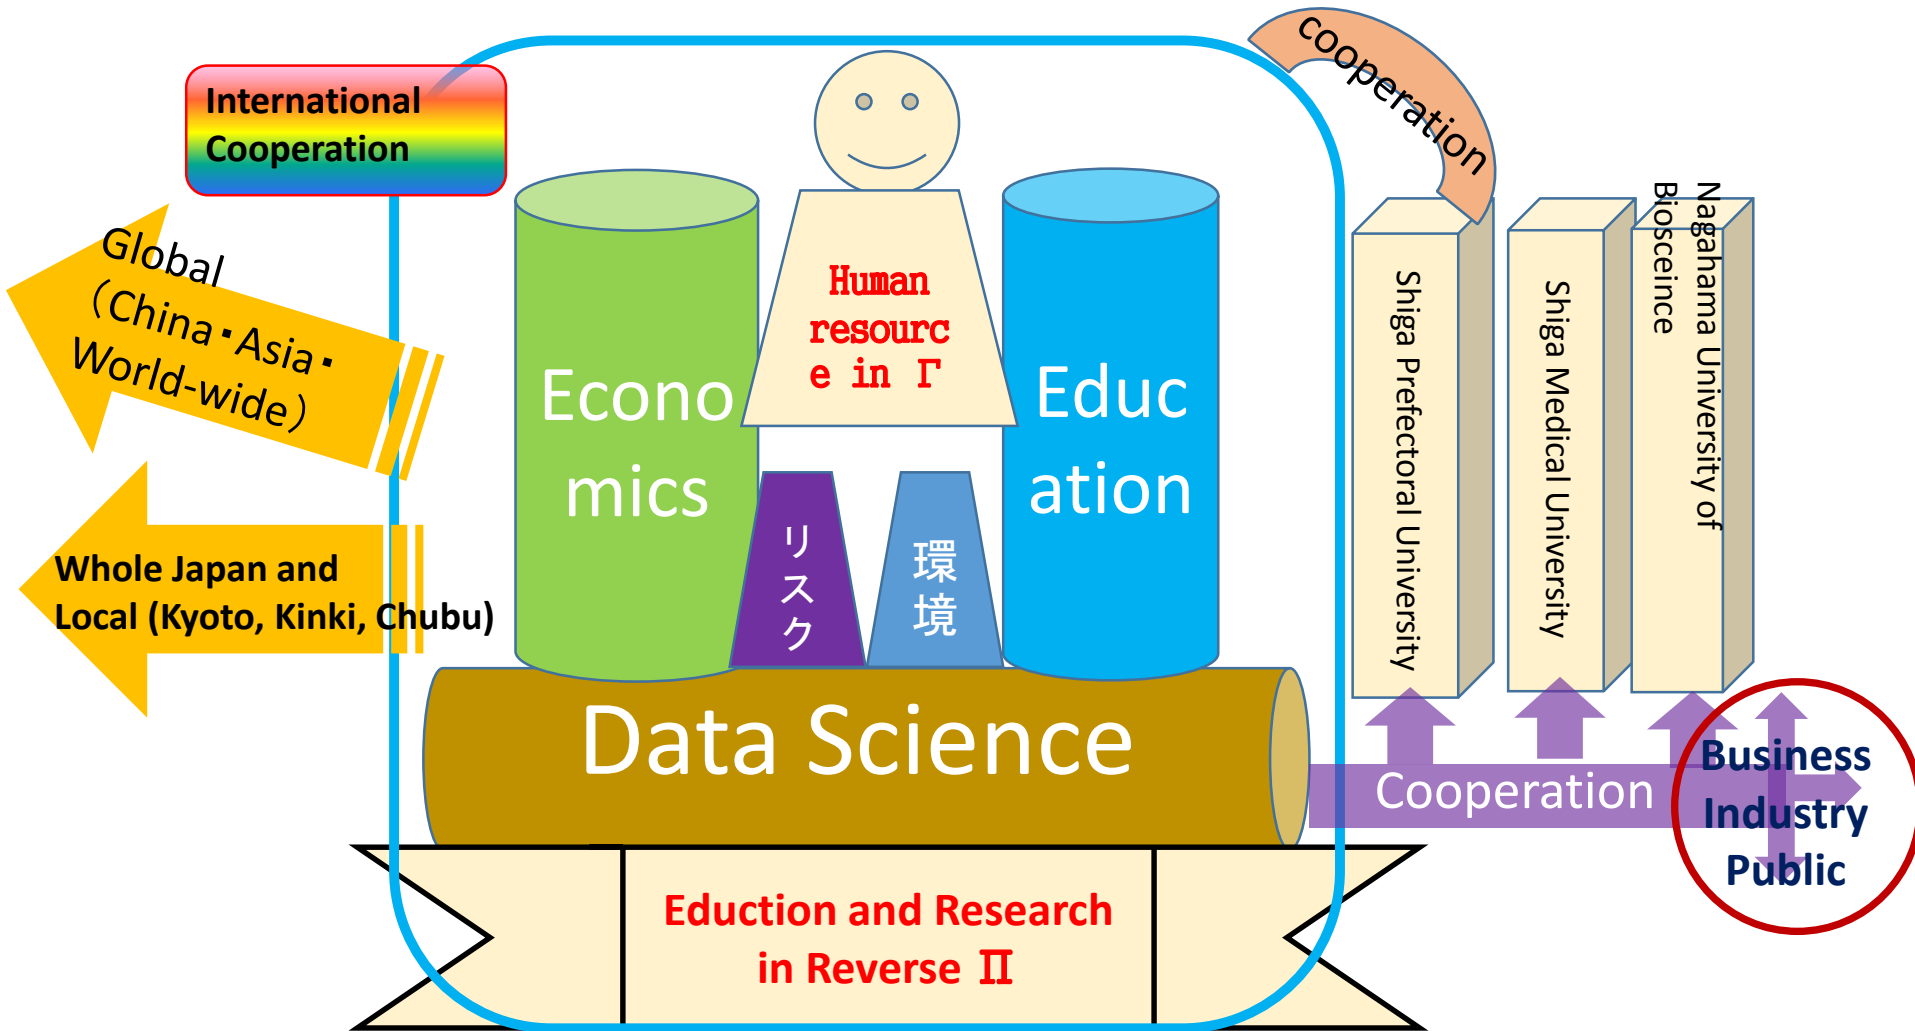 International
Cooperation
cooperation
Global
（China・Asia・
World-wide）
Whole Japan and
Local (Kyoto, Kinki, Chubu)
Econo
mics
Human
resourc
e in Γ
Educ
ation
リスク
環境
Data Science
Eduction and Research
in Reverse Ⅱ
Shiga Prefectoral University
Shiga Medical University
Nagahama University of
Biosceince
Cooperation
Business
Industry
Public